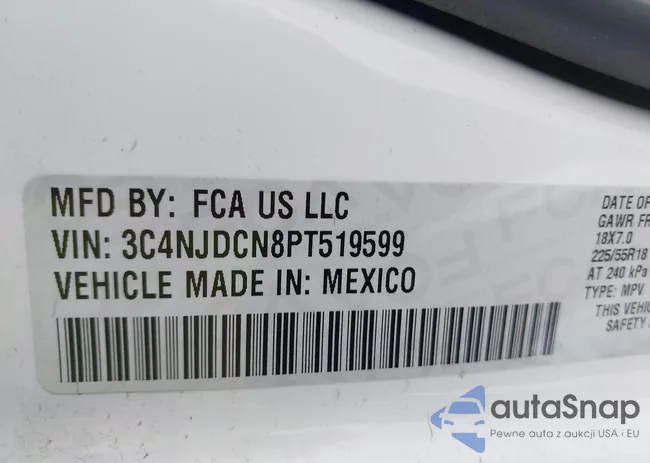 MFD BY: FCA US LLC
VIN: 3C4NJDCN8PT519599
VEHICLE MADE IN: MEXICO
DATE OF
GAWR FR
18X7.0
225/55R18
AT 240 kPa
TYPE: MPV
THIS VEHIC
SAFETY
autaSnap
Pewne auta z aukcji USA i EU